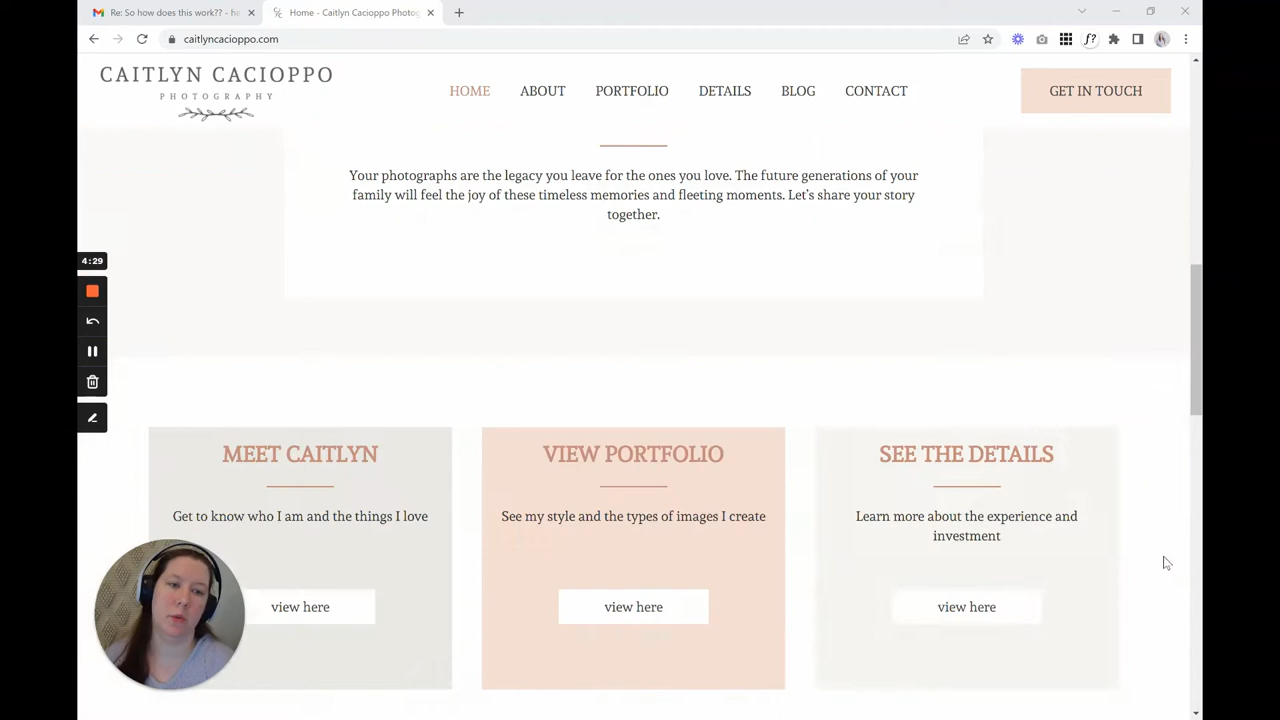 Re: So how does this work?? - he
Home - Caitlyn Cacioppo Photog
caitlyncacioppo.com
CAITLYN CACIOPPO
PHOTOGRAPHY
HOME ABOUT PORTFOLIO DETAILS BLOG CONTACT GET IN TOUCH
Your photographs are the legacy you leave for the ones you love. The future generations of your
family will feel the joy of these timeless memories and fleeting moments. Let's share your story
together.
4:29
MEET CAITLYN
Get to know who I am and the things I love
view here
VIEW PORTFOLIO
See my style and the types of images I create
view here
SEE THE DETAILS
Learn more about the experience and
investment
view here